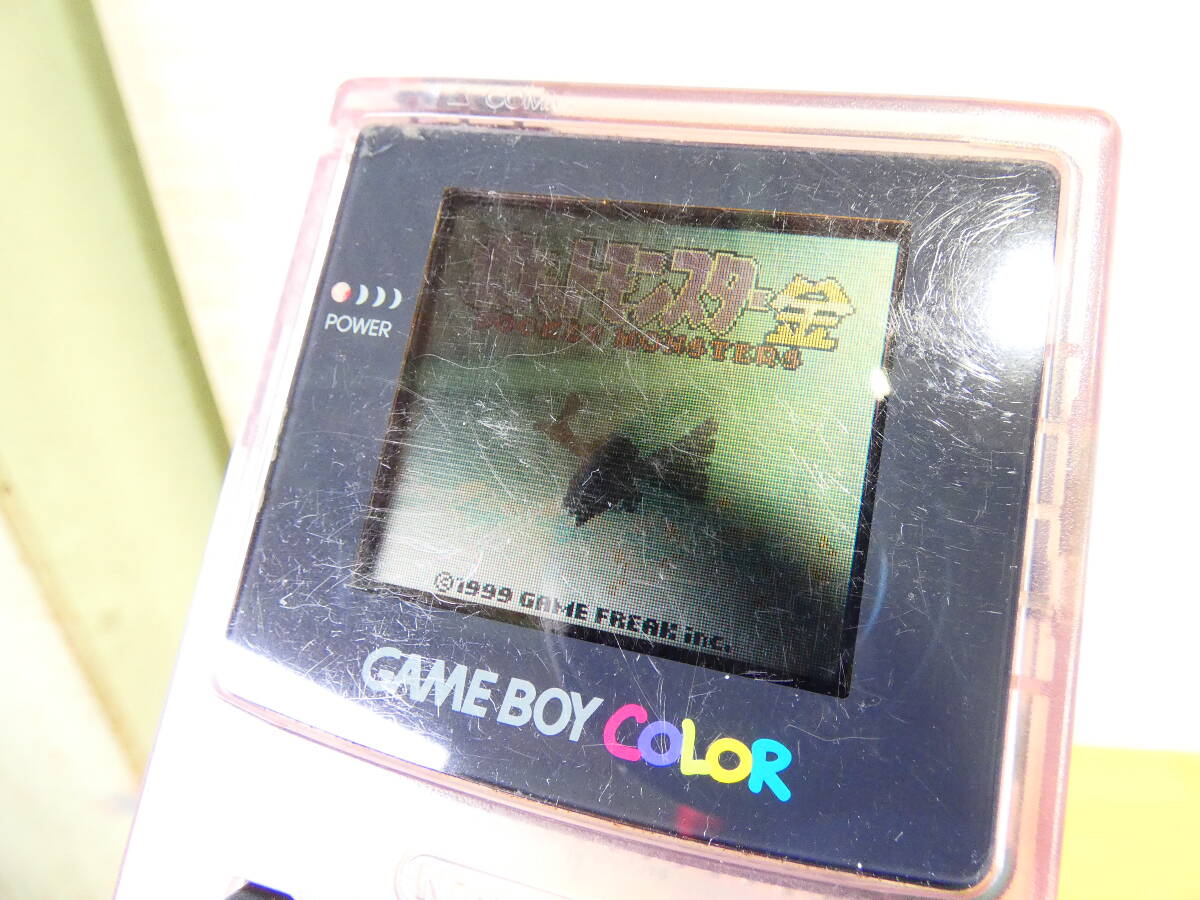 COMM
POWER
ポケットモンスター金
POCKET MONSTERS
©1999 GAME FREAK inc.
GAME BOY COLOR